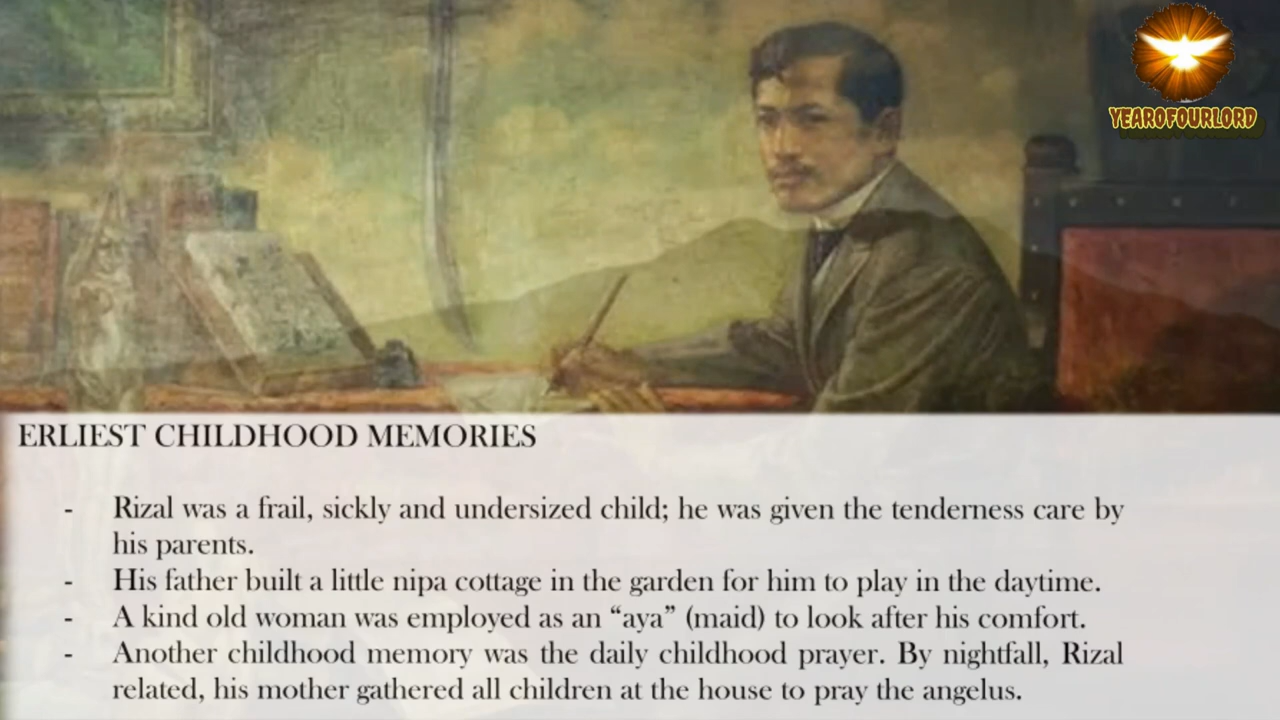 YEAROFOURLORD
ERLIEST CHILDHOOD MEMORIES
- Rizal was a frail, sickly and undersized child; he was given the tenderness care by
his parents.
- His father built a little nipa cottage in the garden for him to play in the daytime.
- A kind old woman was employed as an “aya” (maid) to look after his comfort.
- Another childhood memory was the daily childhood prayer. By nightfall, Rizal
related, his mother gathered all children at the house to pray the angelus.